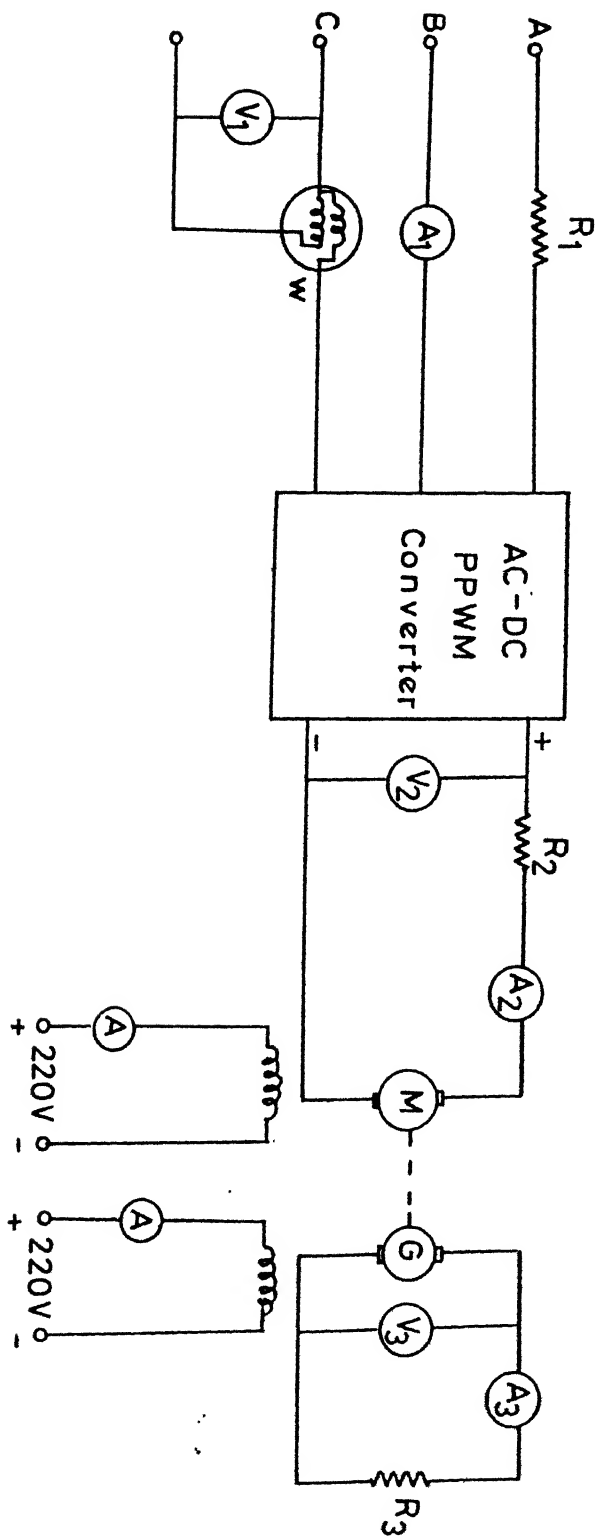 R1
A
B
A1
C
V1
W
AC-DC
PPWM
Converter
+
-
V2
R2
A2
M
G
V3
A3
R3
A
+ 220V -
A
+ 220V -